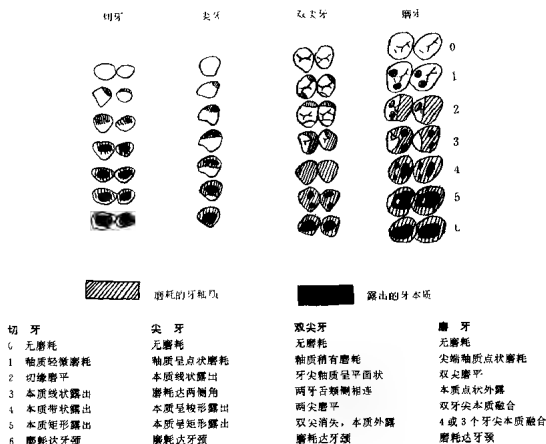 切牙 尖牙 双尖牙 磨牙
0
1
2
3
4
5
6
磨耗的牙釉质 露出的牙本质
切 牙 尖 牙 双尖牙 磨 牙
0 无磨耗 无磨耗 无磨耗 无磨耗
1 釉质轻微磨耗 釉质呈点状磨耗 釉质稍有磨耗 尖端釉质点状磨耗
2 切缘磨平 本质线状露出 牙尖釉质呈平面状 双尖磨平
3 本质线状露出 磨耗达两侧角 两牙舌颊侧相连 本质点状外露
4 本质带状露出 本质呈棱形露出 两尖磨平 双牙尖本质融合
5 本质矩形露出 本质呈矩形露出 双尖消失，本质外露 4或3个牙尖本质融合
6 磨耗达牙颈 磨耗达牙颈 磨耗达牙颈 磨耗达牙颈